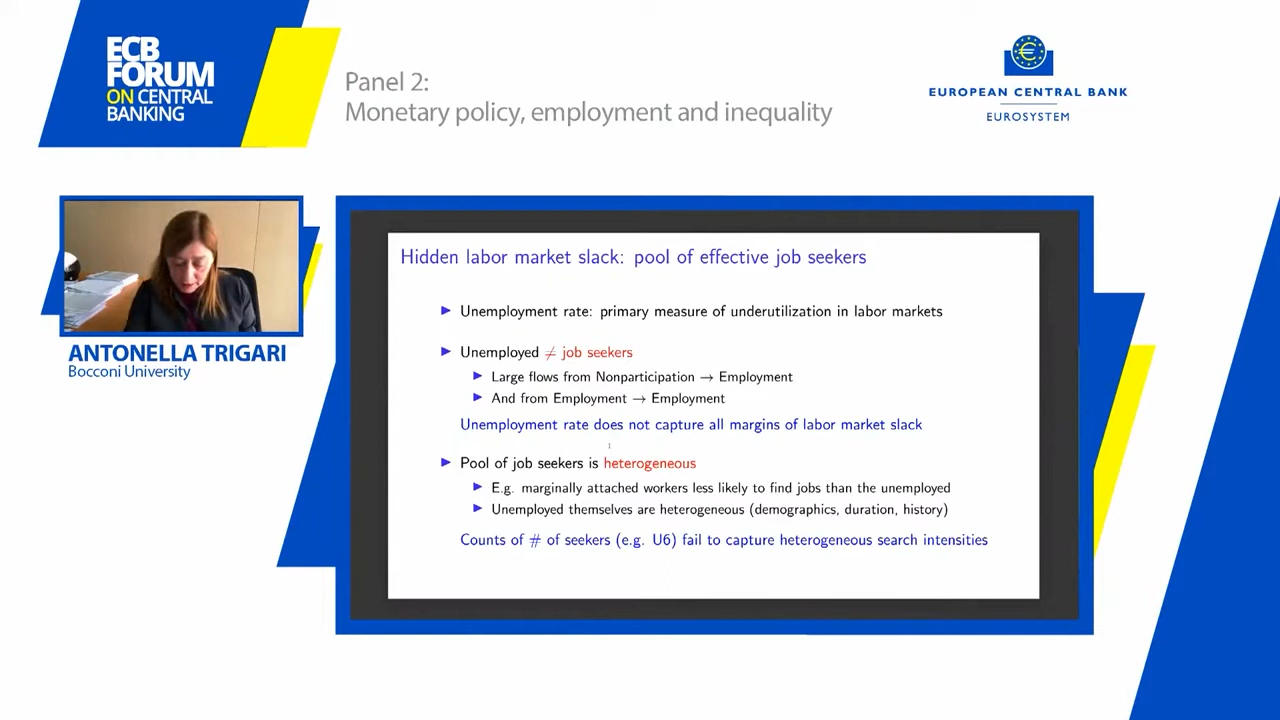 ECB
FORUM
ON CENTRAL
BANKING
Panel 2:
Monetary policy, employment and inequality
EUROPEAN CENTRAL BANK
EUROSYSTEM
ANTONELLA TRIGARI
Bocconi University
Hidden labor market slack: pool of effective job seekers
► Unemployment rate: primary measure of underutilization in labor markets
► Unemployed ≠ job seekers
► Large flows from Nonparticipation → Employment
► And from Employment → Employment
Unemployment rate does not capture all margins of labor market slack
► Pool of job seekers is heterogeneous
► E.g. marginally attached workers less likely to find jobs than the unemployed
► Unemployed themselves are heterogeneous (demographics, duration, history)
Counts of # of seekers (e.g. U6) fail to capture heterogeneous search intensities